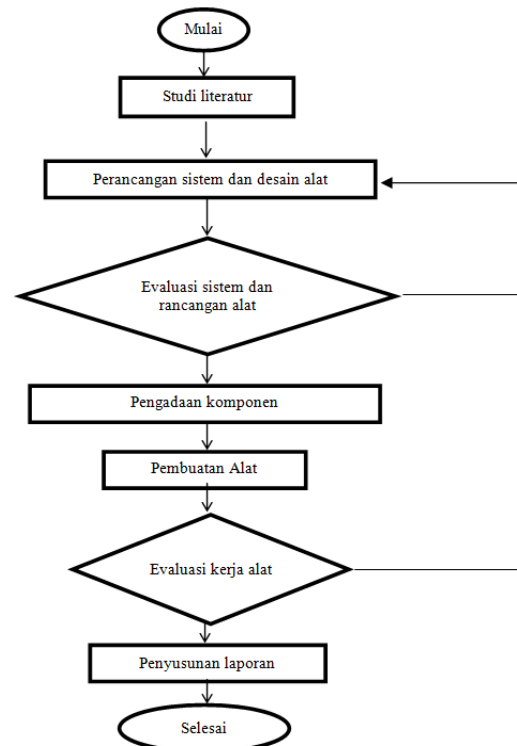 Mulai
Studi literatur
Perancangan sistem dan desain alat
Evaluasi sistem dan
rancangan alat
Pengadaan komponen
Pembuatan Alat
Evaluasi kerja alat
Penyusunan laporan
Selesai